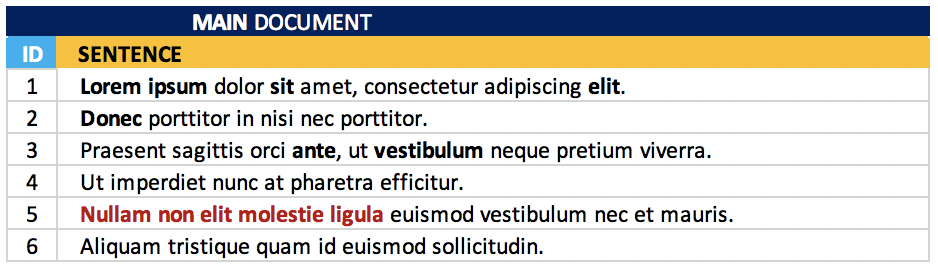 MAIN DOCUMENT
ID SENTENCE
1 Lorem ipsum dolor sit amet, consectetur adipiscing elit.
2 Donec porttitor in nisi nec porttitor.
3 Praesent sagittis orci ante, ut vestibulum neque pretium viverra.
4 Ut imperdiet nunc at pharetra efficitur.
5 Nullam non elit molestie ligula euismod vestibulum nec et mauris.
6 Aliquam tristique quam id euismod sollicitudin.